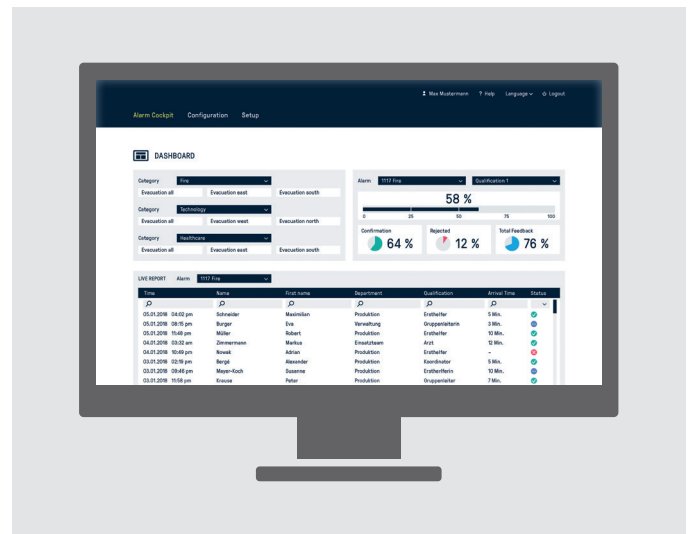 Max Mustermann ? Help Language Logout
Alarm Cockpit Configuration Setup
DASHBOARD
Category Fire
Evacuation all Evacuation east Evacuation south
Category Technology
Evacuation all Evacuation west Evacuation north
Category Healthcare
Evacuation all Evacuation east Evacuation south
Alarm 1117 Fire Qualification 1
58 %
0 25 50 75 100
Confirmation Rejected Total Feedback
64 % 12 % 76 %
LIVE REPORT Alarm 1117 Fire
Time Name First name Department Qualification Arrival Time Status
05.01.2018 04:02 pm Schneider Maximilian Produktion Ersthelfer 5 Min.
05.01.2018 08:15 pm Burger Eva Verwaltung Gruppenleiterin 3 Min.
05.01.2018 11:48 pm Müller Robert Produktion Ersthelfer 10 Min.
04.01.2018 03:32 am Zimmermann Markus Einsatzteam Arzt 12 Min.
04.01.2018 10:49 pm Nowak Adrian Produktion Ersthelfer -
03.01.2018 02:19 pm Bergé Alexander Produktion Koordinator 5 Min.
03.01.2018 09:46 pm Mayer-Koch Susanne Produktion 10 Min.
03.01.2018 11:58 pm Krause Peter Produktion Gruppenleiter 7 Min.